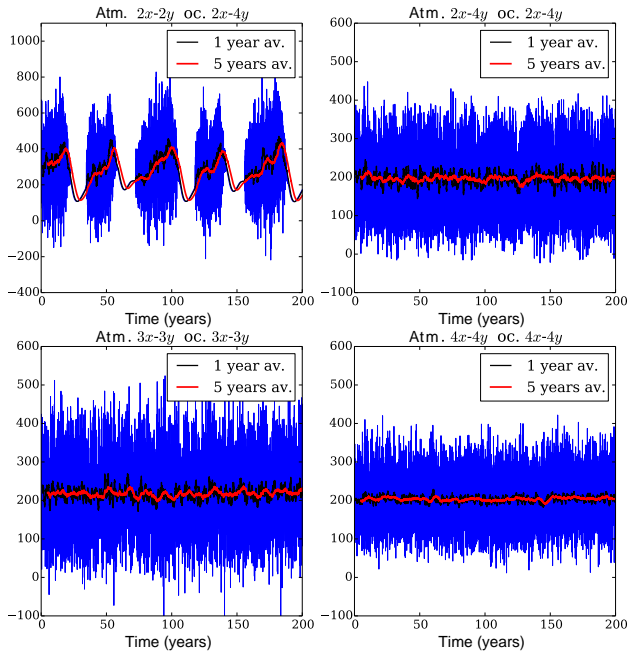 Atm. 2x-2y oc. 2x-4y
1000
800
600
400
200
0
−200
−400
0 50 100 150 200
Time (years)
1 year av.
5 years av.
Atm. 2x-4y oc. 2x-4y
600
500
400
300
200
100
0
−100
0 50 100 150 200
Time (years)
1 year av.
5 years av.
Atm. 3x-3y oc. 3x-3y
600
500
400
300
200
100
0
−100
0 50 100 150 200
Time (years)
1 year av.
5 years av.
Atm. 4x-4y oc. 4x-4y
600
500
400
300
200
100
0
−100
0 50 100 150 200
Time (years)
1 year av.
5 years av.